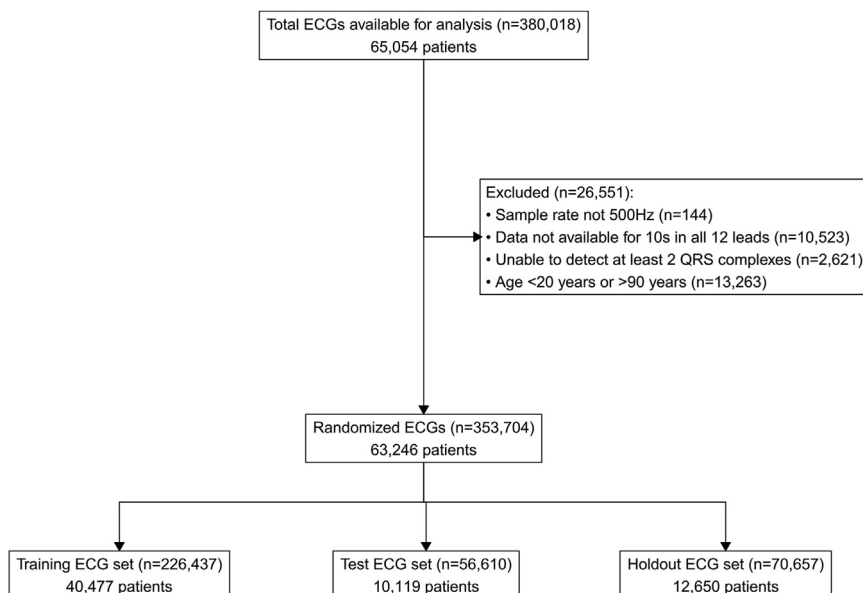 Total ECGs available for analysis (n=380,018)
65,054 patients
Excluded (n=26,551):
• Sample rate not 500Hz (n=144)
• Data not available for 10s in all 12 leads (n=10,523)
• Unable to detect at least 2 QRS complexes (n=2,621)
• Age <20 years or >90 years (n=13,263)
Randomized ECGs (n=353,704)
63,246 patients
Training ECG set (n=226,437)
40,477 patients
Test ECG set (n=56,610)
10,119 patients
Holdout ECG set (n=70,657)
12,650 patients